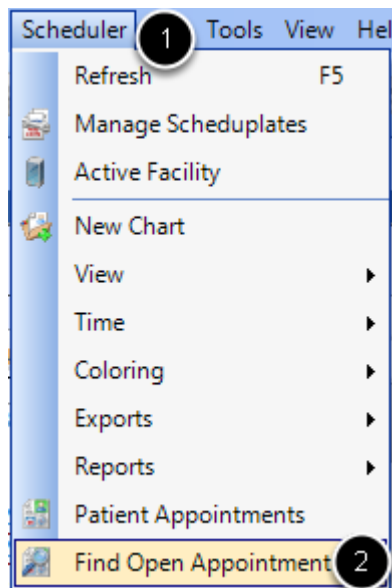 Scheduler 1 Tools View Hel
Refresh F5
Manage Scheduplates
Active Facility
New Chart
View
Time
Coloring
Exports
Reports
Patient Appointments
Find Open Appointment 2